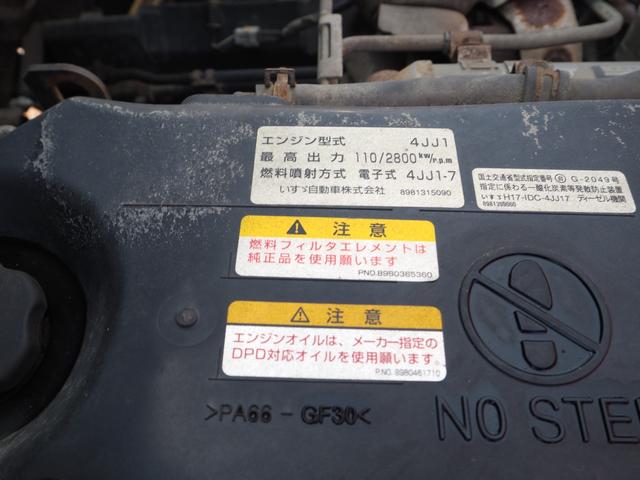 エンジン型式 4JJ1
最高出力 110/2800kw/r.p.m
燃料噴射方式 電子式 4JJ1-7
いすゞ自動車株式会社 8981315090
国土交通省型式指定番号 G-2049号
指定に係わる一酸化炭素等発散防止装置
いすゞH17-IDC-4JJ17 ディーゼル機関
⚠ 注意
燃料フィルタエレメントは
純正品を使用願います
PNO.8980365360
⚠ 注意
エンジンオイルは、メーカー指定の
DPD対応オイルを使用願います。
P.NO. 8980461710
>PA66-GF30<
NO STE